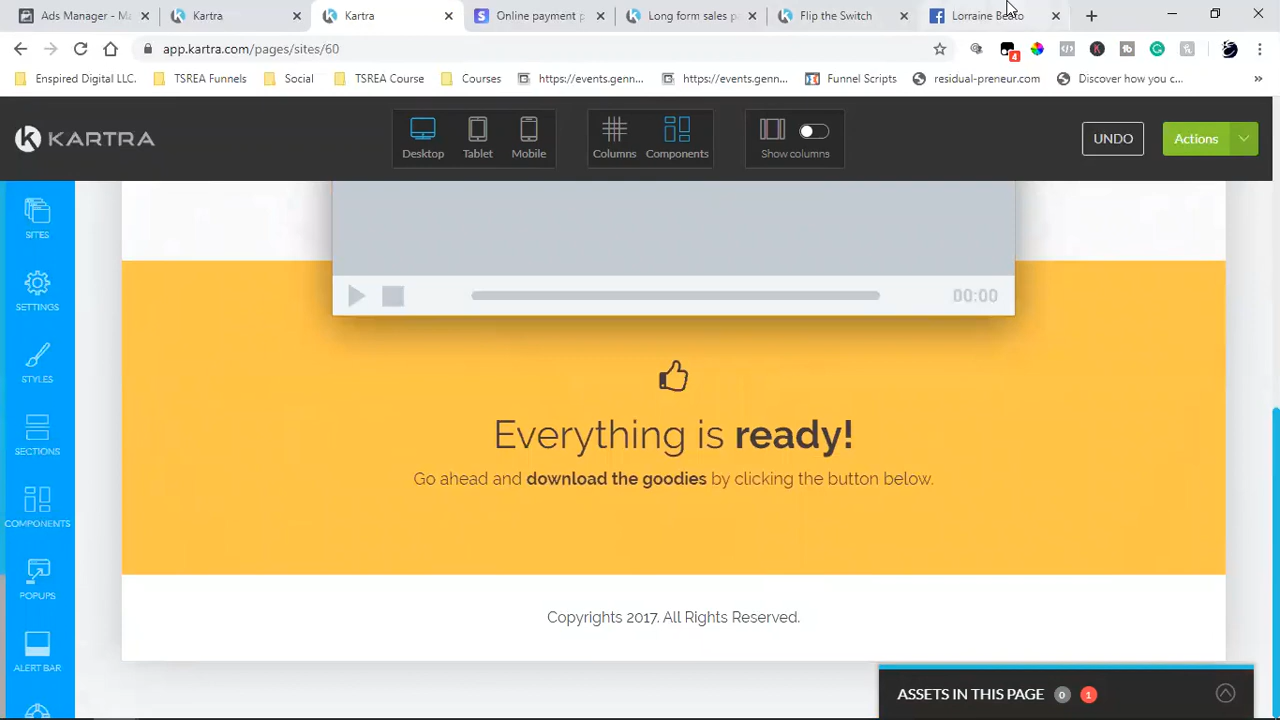 Ads Manager - Ma
Kartra
Kartra
Online payment p
Long form sales p
Flip the Switch
Lorraine
app.kartra.com/pages/sites/60
4
Enspired Digital LLC.
TSREA Funnels
Social
TSREA Course
Courses
https://events.genn...
https://events.genn...
Funnel Scripts
residual-preneur.com
Discover how you c...
KARTRA
Desktop
Tablet
Mobile
Columns
Components
Show columns
UNDO
Actions
SITES
SETTINGS
STYLES
SECTIONS
COMPONENTS
POPUPS
ALERT BAR
00:00
Everything is ready!
Go ahead and download the goodies by clicking the button below.
Copyrights 2017. All Rights Reserved.
ASSETS IN THIS PAGE 0 1